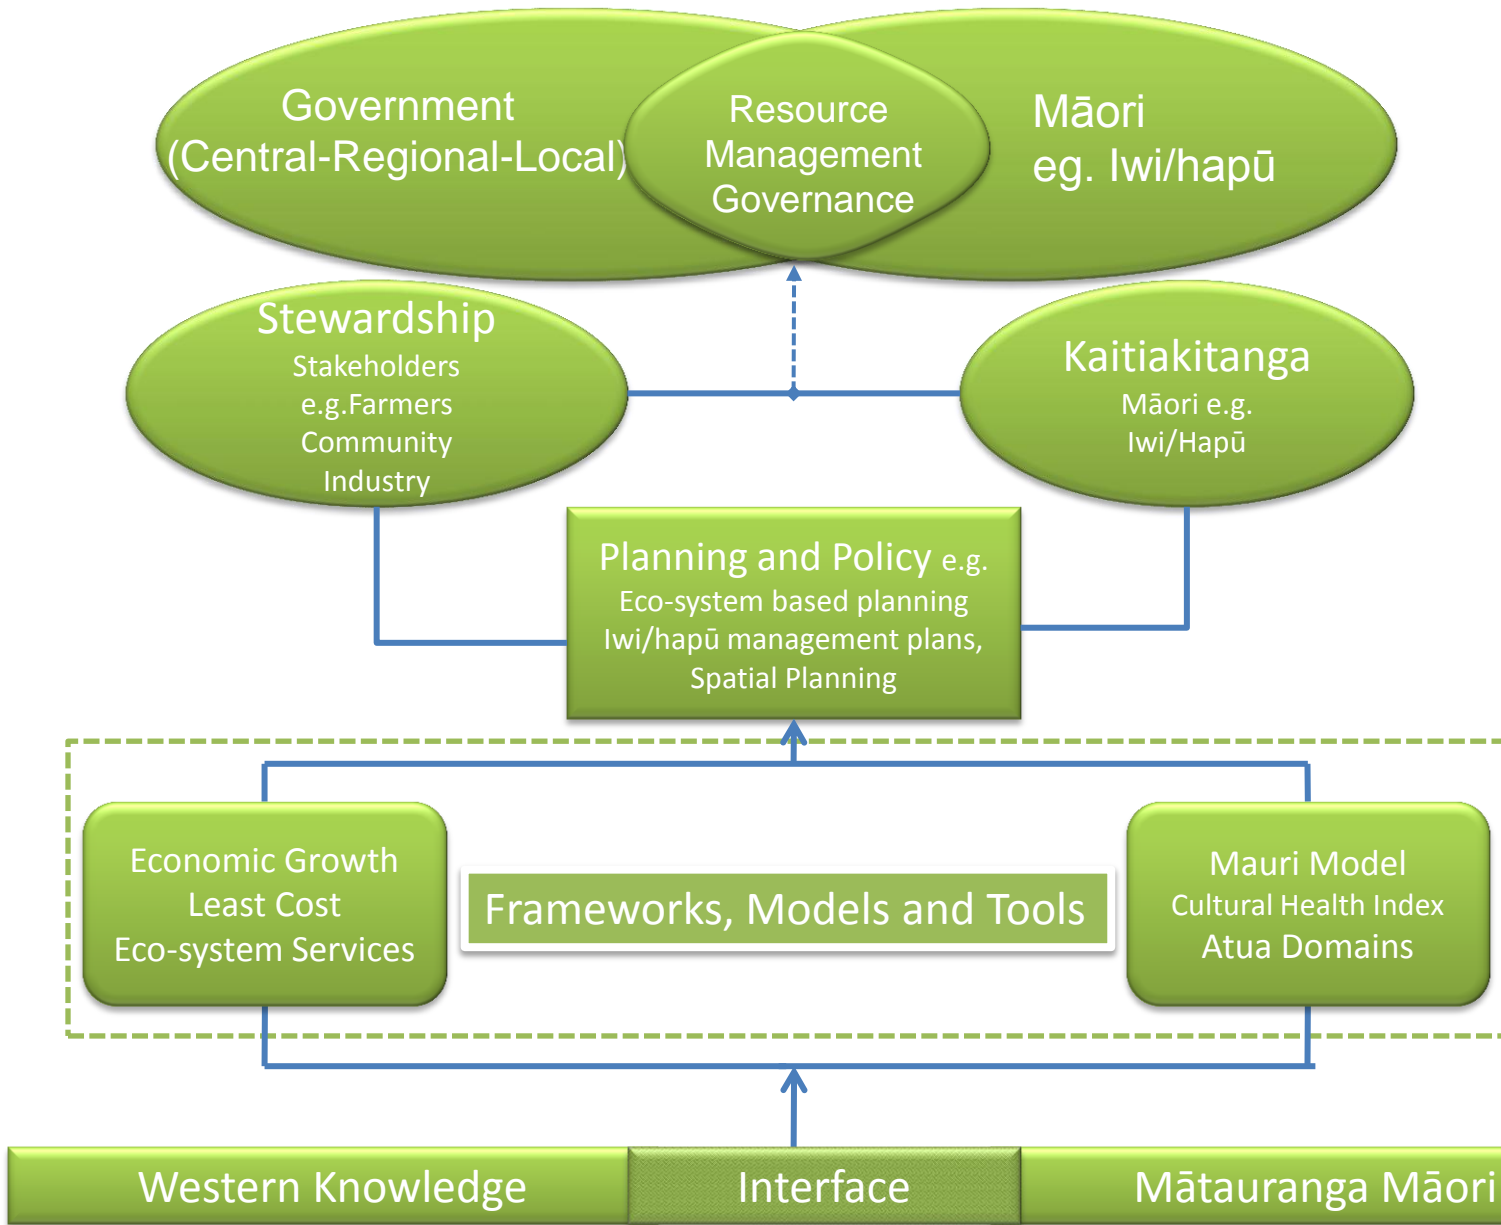 Government
(Central-Regional-Local)
Resource
Management
Governance
Māori
eg. Iwi/hapū
Stewardship
Stakeholders
e.g.Farmers
Community
Industry
Kaitiakitanga
Māori e.g.
Iwi/Hapū
Planning and Policy e.g.
Eco-system based planning
Iwi/hapū management plans,
Spatial Planning
Economic Growth
Least Cost
Eco-system Services
Frameworks, Models and Tools
Mauri Model
Cultural Health Index
Atua Domains
Western Knowledge
Interface
Mātauranga Māori